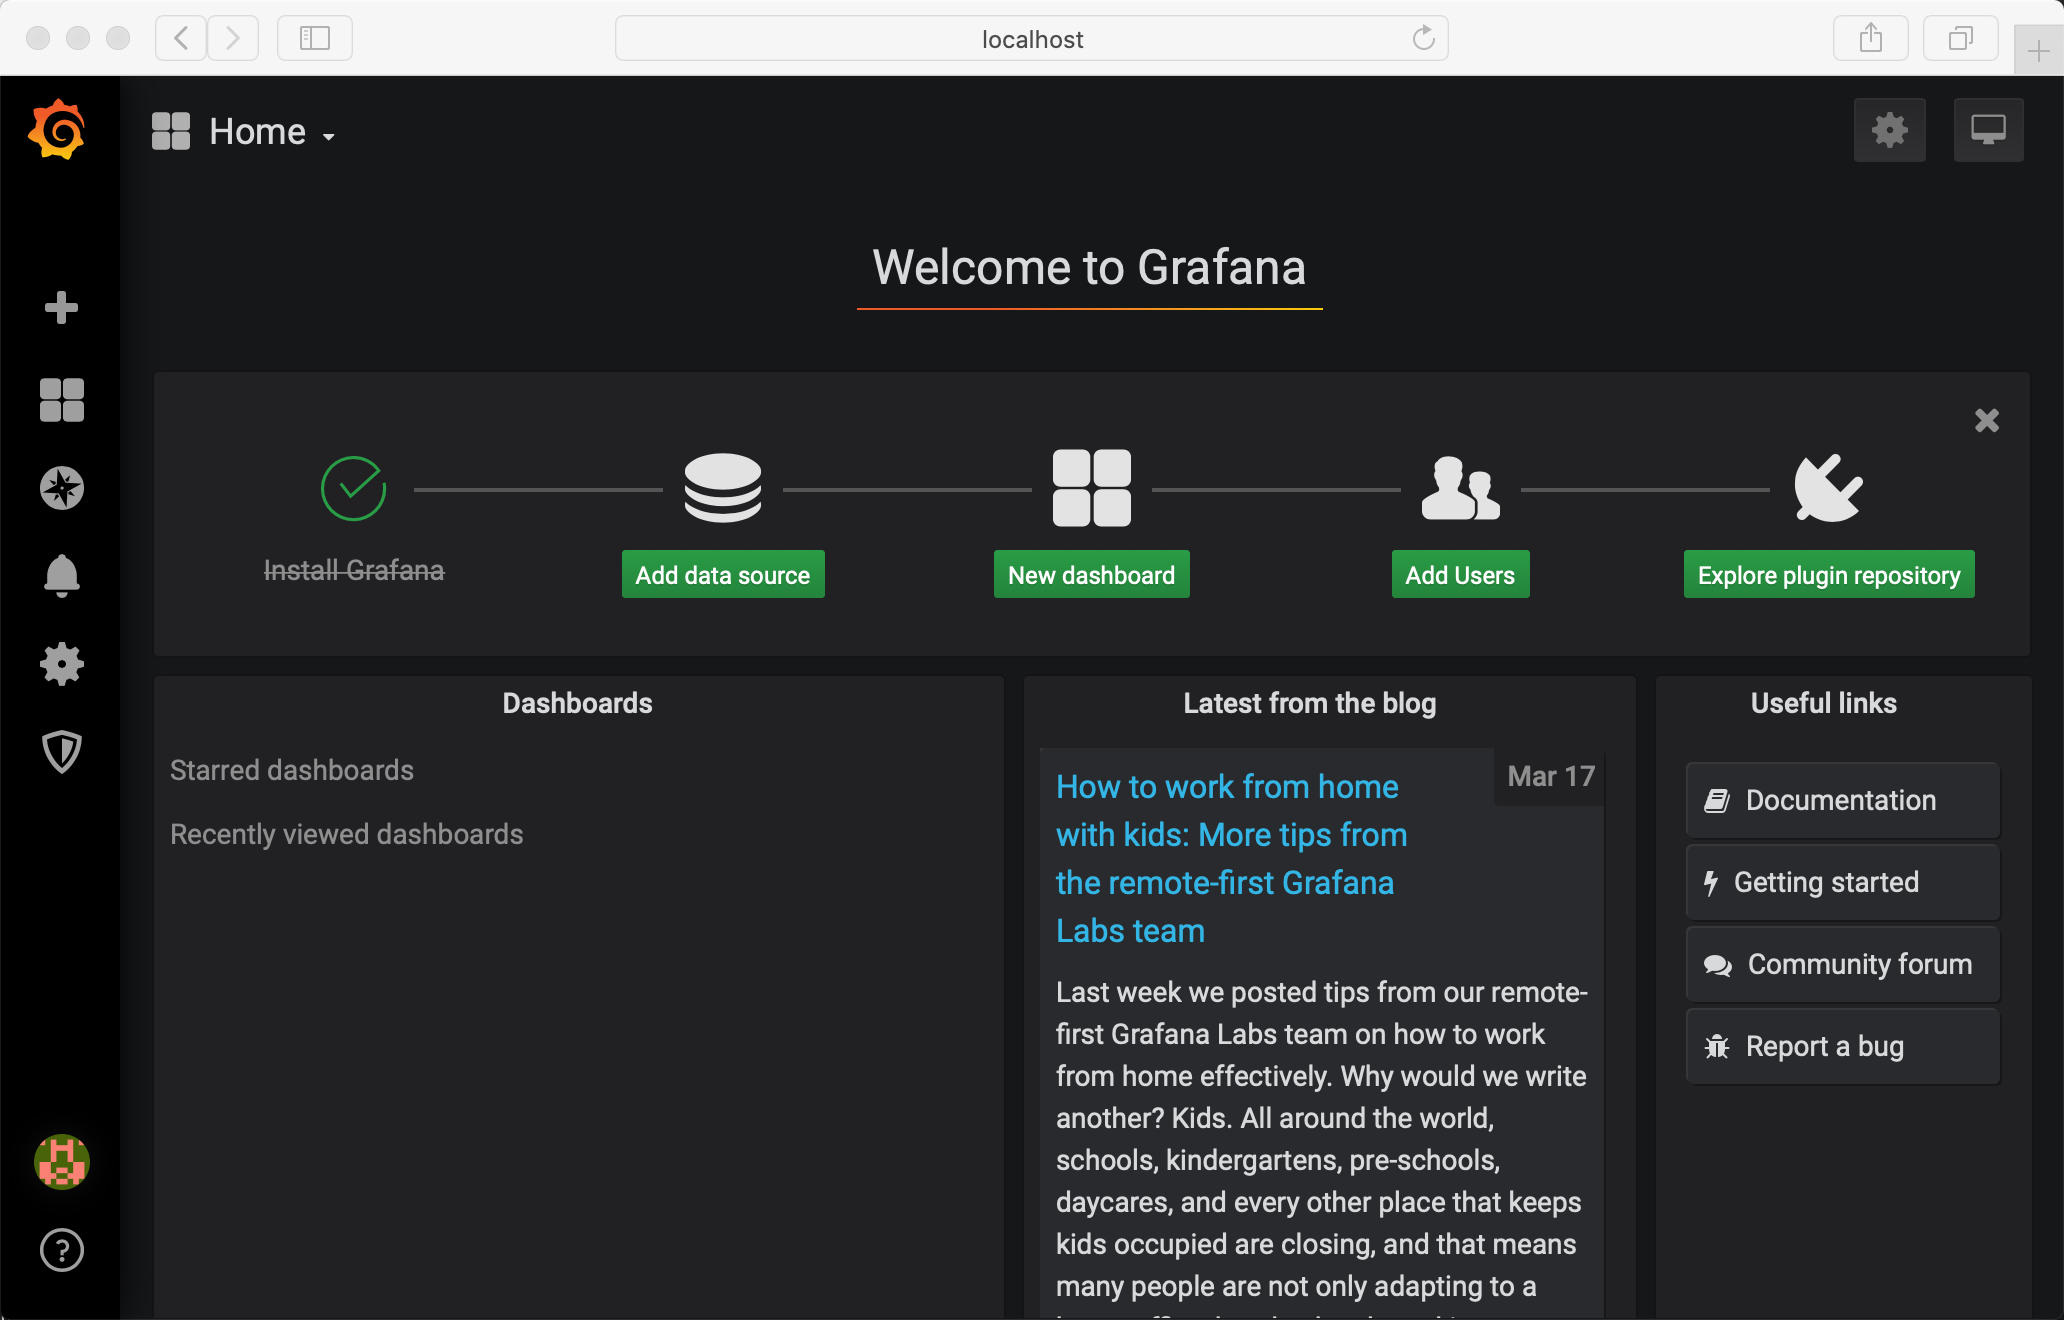 localhost
Home
Welcome to Grafana
Install Grafana
Add data source
New dashboard
Add Users
Explore plugin repository
Dashboards
Starred dashboards
Recently viewed dashboards
Latest from the blog
Mar 17
How to work from home
with kids: More tips from
the remote-first Grafana
Labs team
Last week we posted tips from our remote-
first Grafana Labs team on how to work
from home effectively. Why would we write
another? Kids. All around the world,
schools, kindergartens, pre-schools,
daycares, and every other place that keeps
kids occupied are closing, and that means
many people are not only adapting to a
Useful links
Documentation
Getting started
Community forum
Report a bug
?